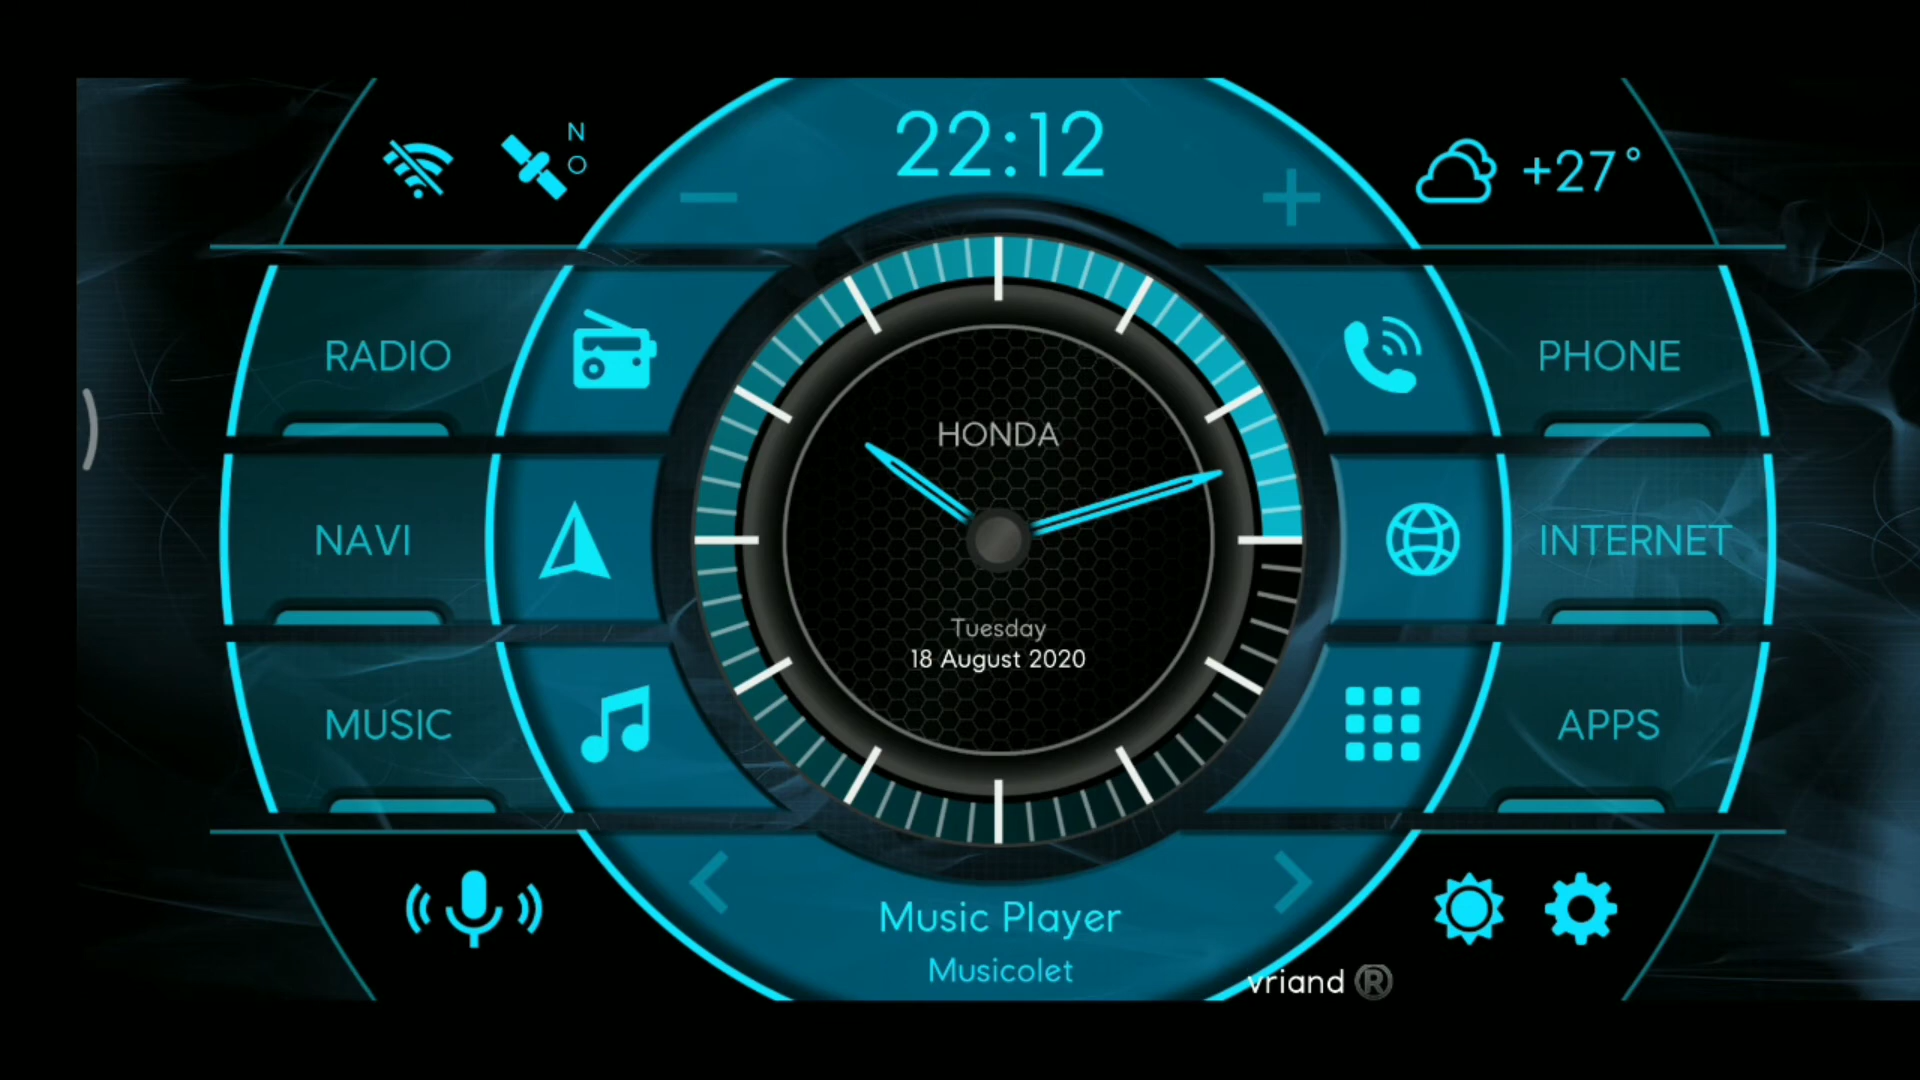 22:12
N
O
+27°
RADIO
PHONE
HONDA
NAVI
INTERNET
Tuesday
18 August 2020
MUSIC
APPS
Music Player
Musicolet
vriand ®